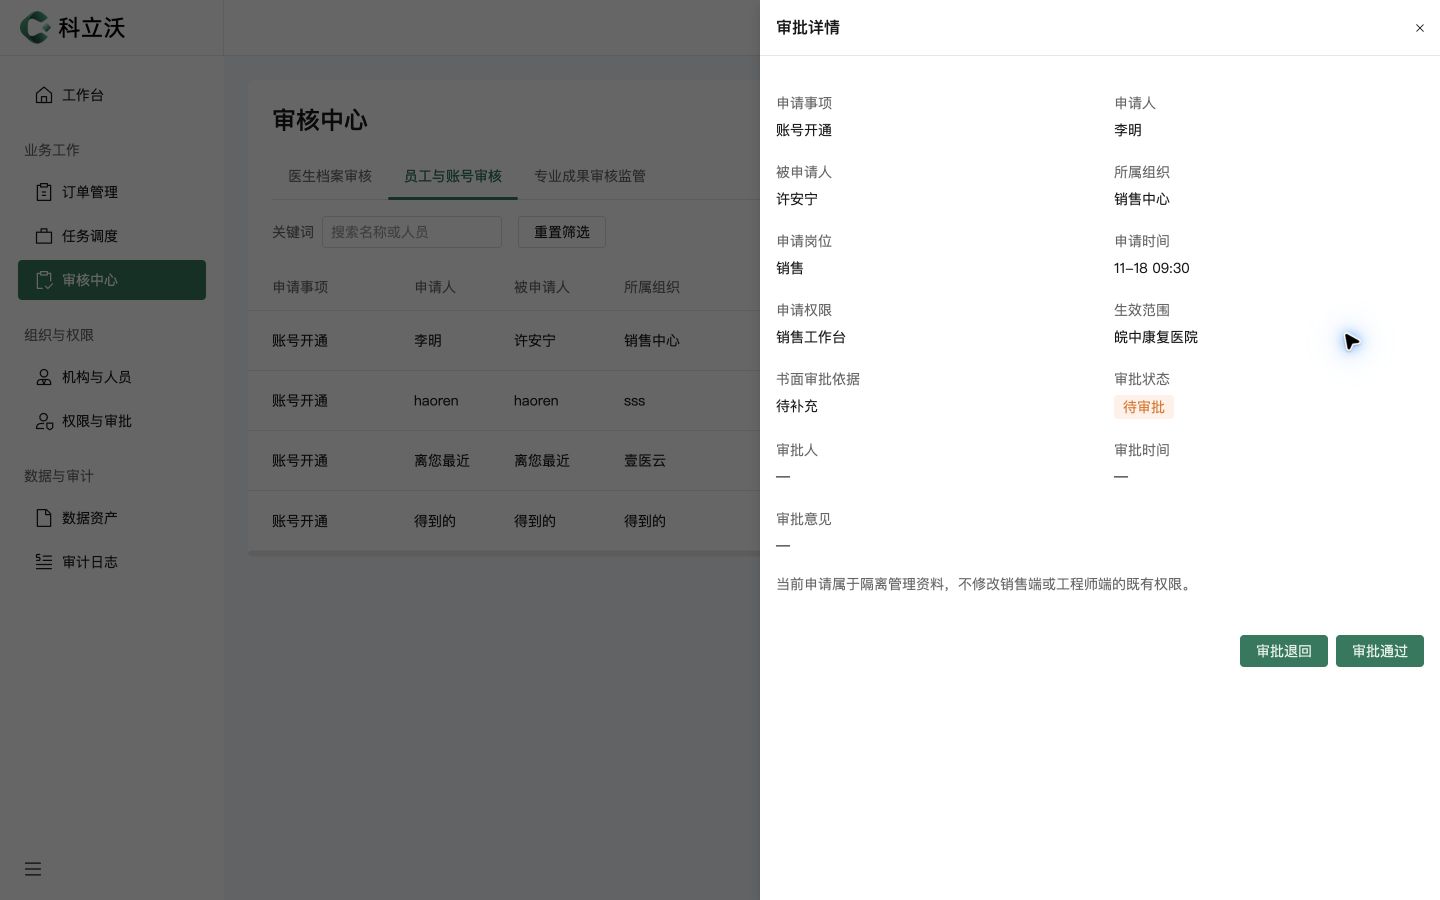 科立沃
工作台
业务工作
订单管理
任务调度
审核中心
组织与权限
机构与人员
权限与审批
数据与审计
数据资产
审计日志
审核中心
医生档案审核 员工与账号审核 专业成果审核监管
关键词 搜索名称或人员 重置筛选
申请事项 申请人 被申请人 所属组织
账号开通 李明 许安宁 销售中心
账号开通 haoren haoren sss
账号开通 离您最近 离您最近 壹医云
账号开通 得到的 得到的 得到的
审批详情
申请事项 申请人
账号开通 李明
被申请人 所属组织
许安宁 销售中心
申请岗位 申请时间
销售 11-18 09:30
申请权限 生效范围
销售工作台 皖中康复医院
书面审批依据 审批状态
待补充 待审批
审批人 审批时间
— —
审批意见
—
当前申请属于隔离管理资料，不修改销售端或工程师端的既有权限。
审批退回 审批通过